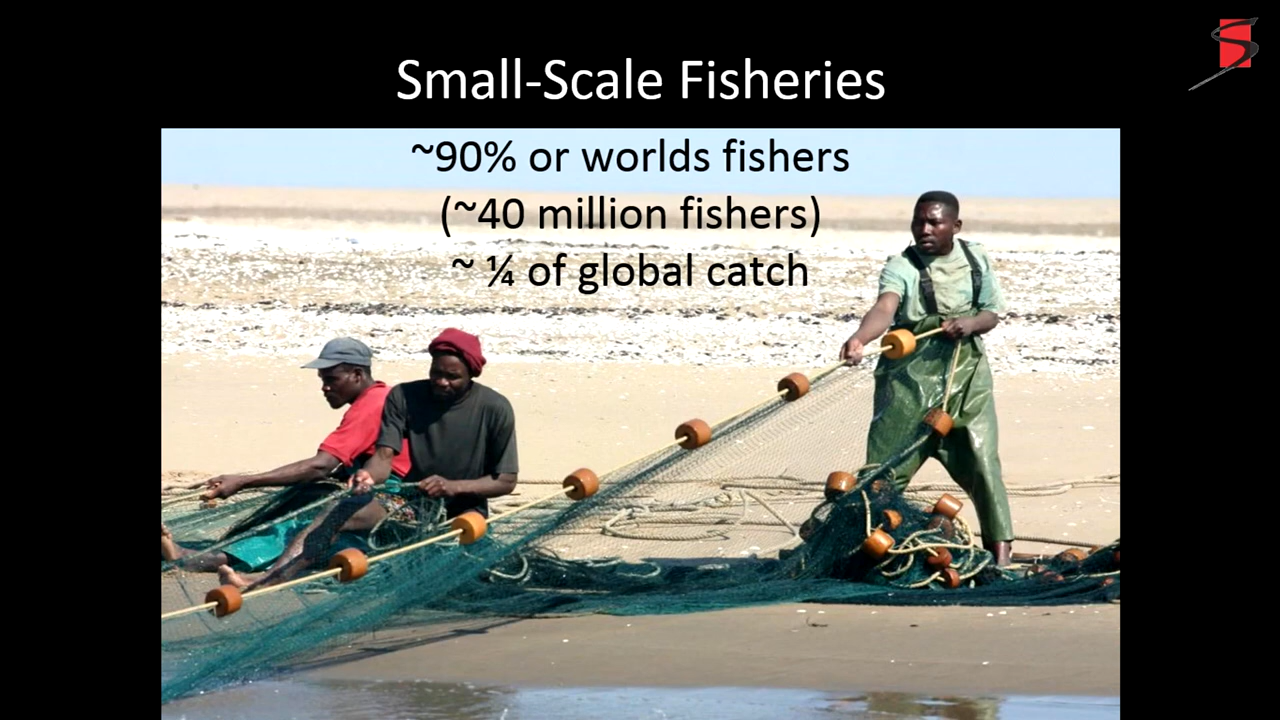 Small-Scale Fisheries
~90% or worlds fishers
(~40 million fishers)
~ ¼ of global catch